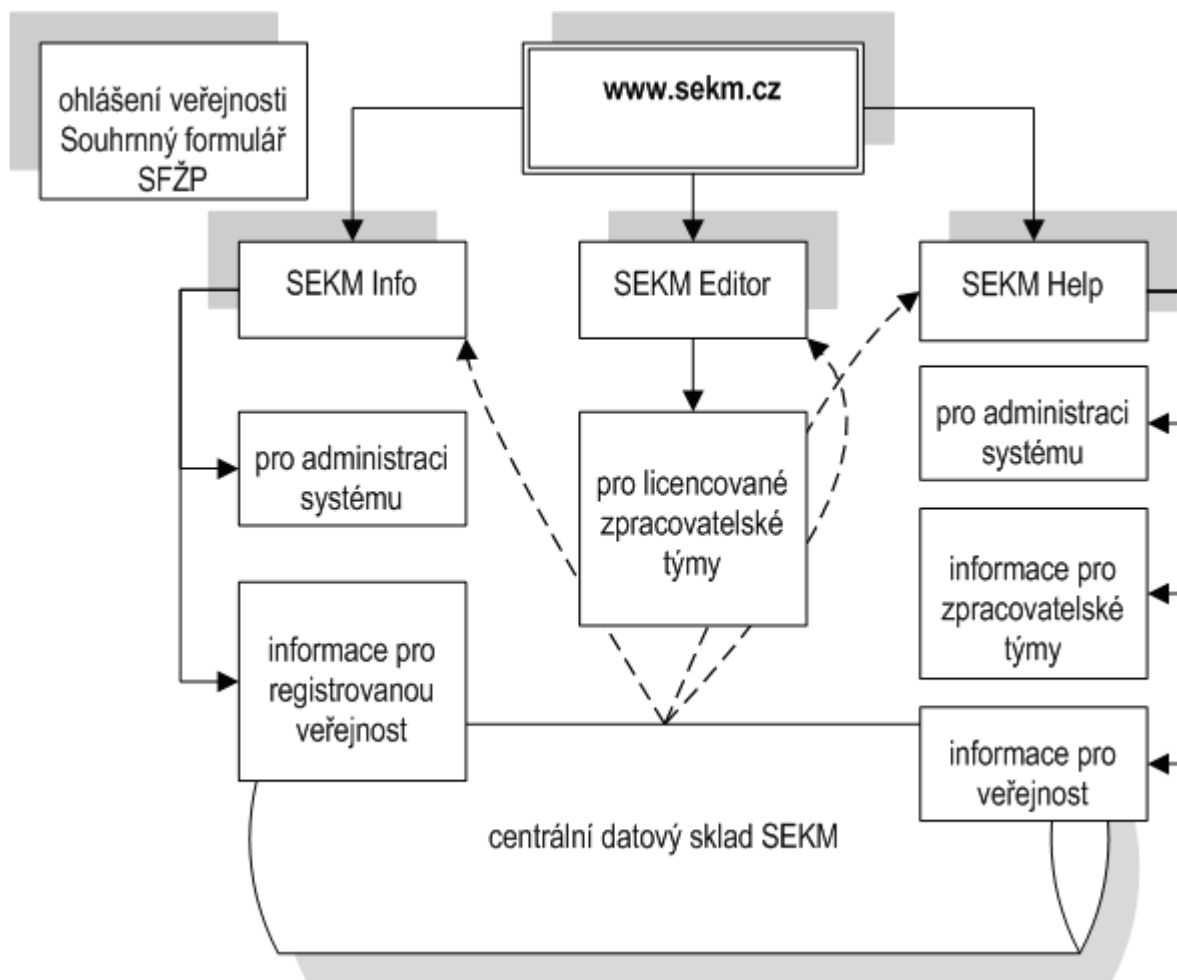 ohlášení veřejnosti
Souhrnný formulář
SFŽP
www.sekm.cz
SEKM Info
SEKM Editor
SEKM Help
pro administraci
systému
pro licencované
zpracovatelské
týmy
pro administraci
systému
informace pro
zpracovatelské
týmy
informace pro
registrovanou
veřejnost
informace pro
veřejnost
centrální datový sklad SEKM